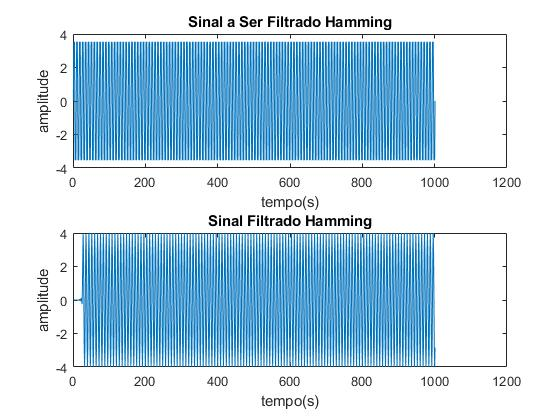 Sinal a Ser Filtrado Hamming
4
2
0
-2
-4
amplitude
0 200 400 600 800 1000 1200
tempo(s)
Sinal Filtrado Hamming
4
2
0
-2
-4
amplitude
0 200 400 600 800 1000 1200
tempo(s)